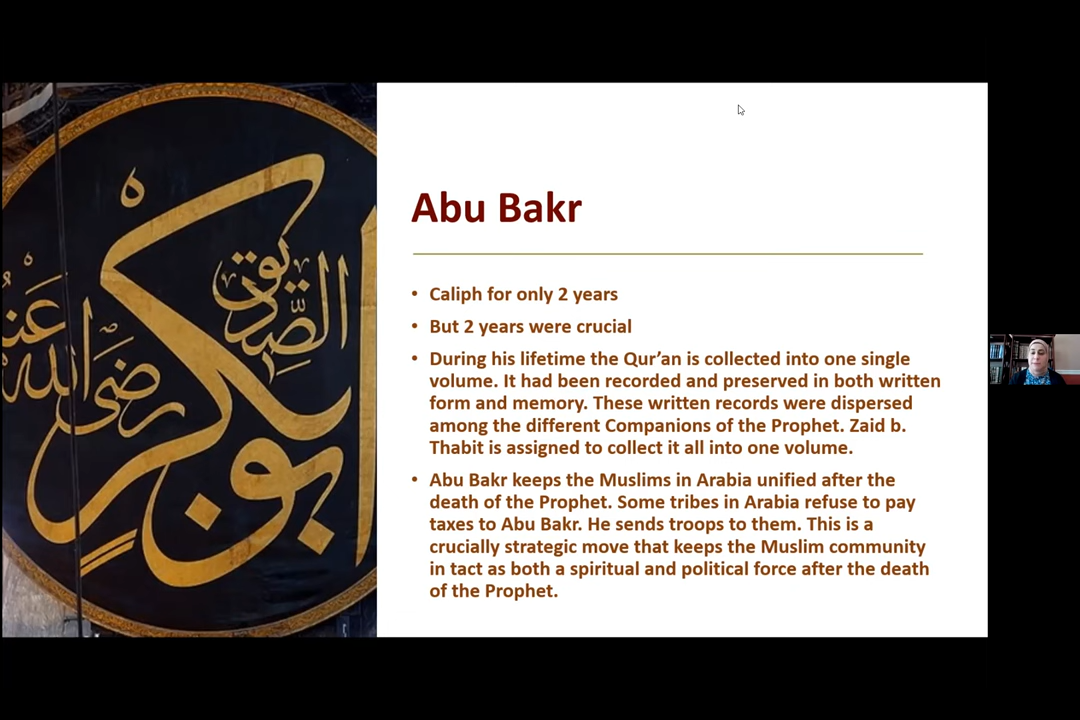 أبو بكر
الصديق
رضي الله
Abu Bakr
• Caliph for only 2 years
• But 2 years were crucial
• During his lifetime the Qur’an is collected into one single
volume. It had been recorded and preserved in both written
form and memory. These written records were dispersed
among the different Companions of the Prophet. Zaid b.
Thabit is assigned to collect it all into one volume.
• Abu Bakr keeps the Muslims in Arabia unified after the
death of the Prophet. Some tribes in Arabia refuse to pay
taxes to Abu Bakr. He sends troops to them. This is a
crucially strategic move that keeps the Muslim community
in tact as both a spiritual and political force after the death
of the Prophet.